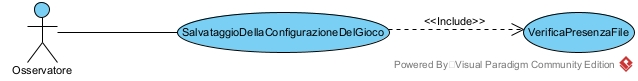 <<Include>>
SalvataggioDellaConfigurazioneDelGioco
VerificaPresenzaFile
Osservatore
Powered By Visual Paradigm Community Edition